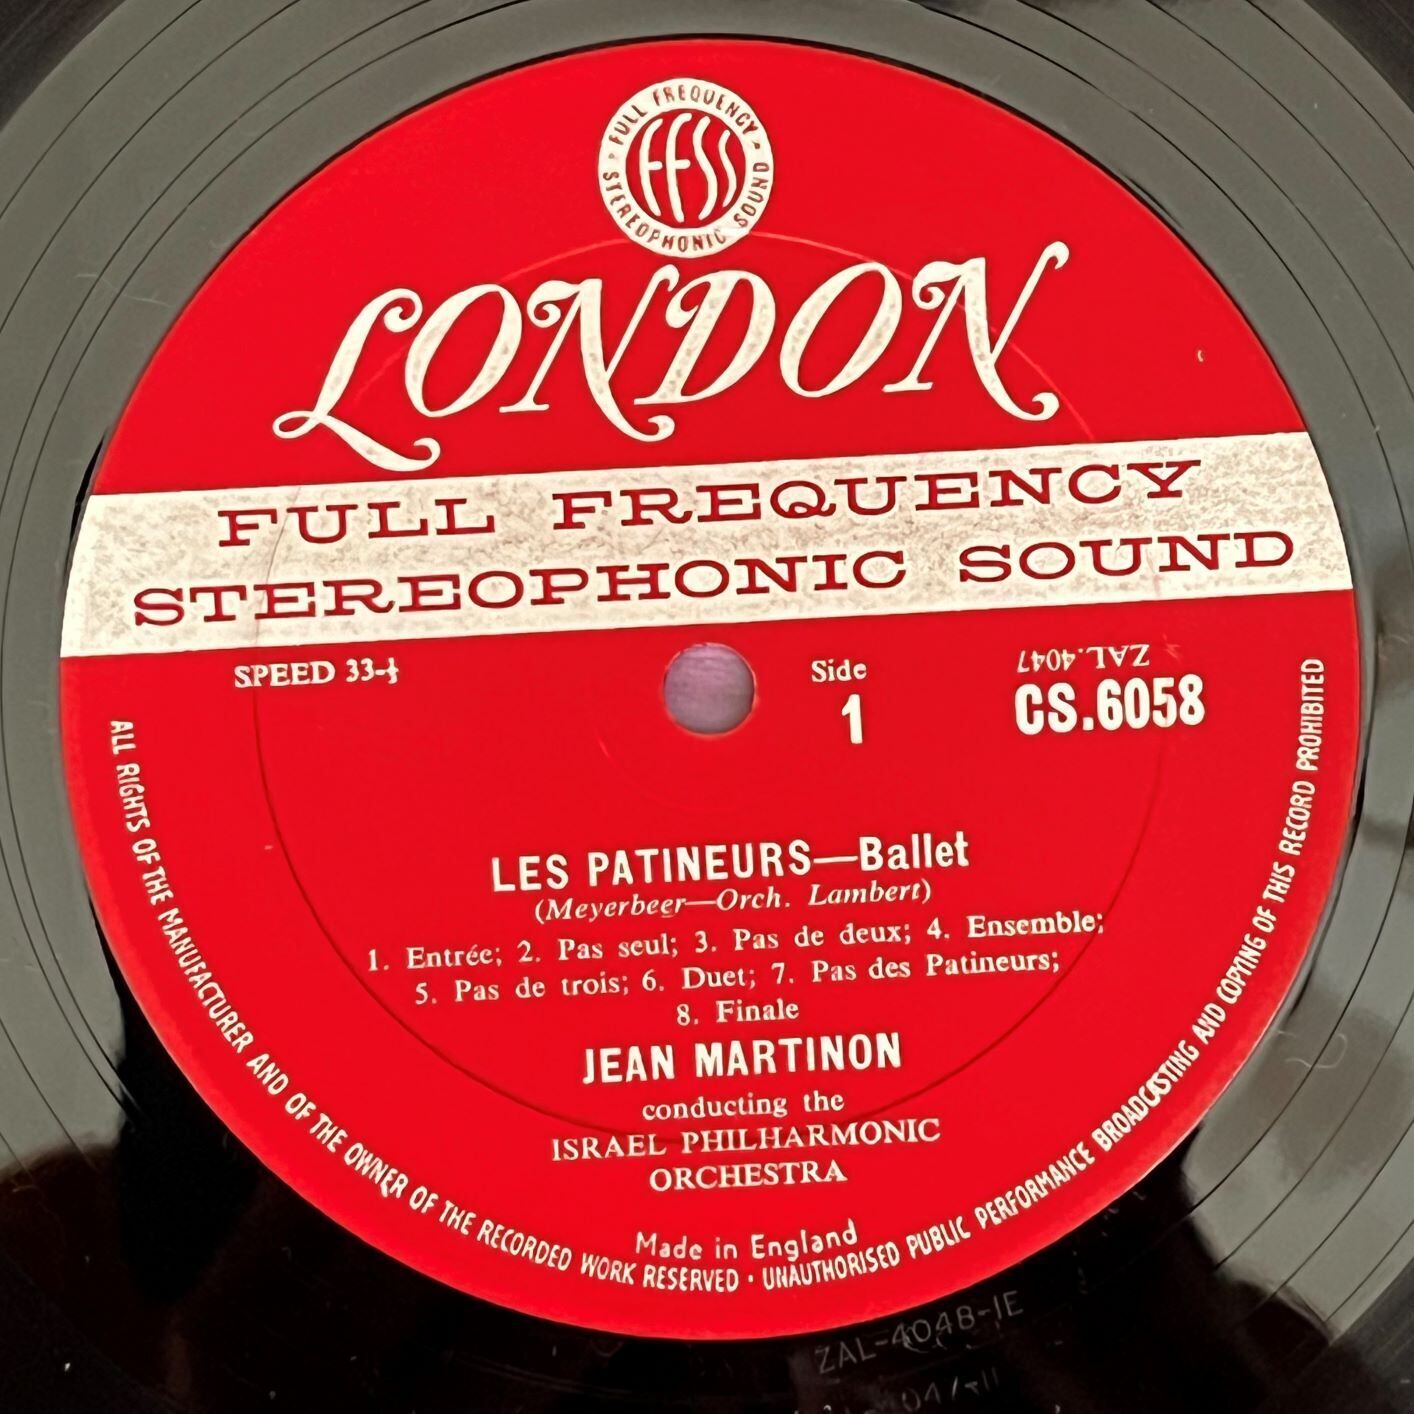 FULL FREQUENCY
STEREOPHONIC SOUND
FFSS
LONDON
FULL FREQUENCY
STEREOPHONIC SOUND
SPEED 33-⅓
Side
1
ZAL.4047
CS.6058
LES PATINEURS—Ballet
(Meyerbeer—Orch. Lambert)
1. Entrée; 2. Pas seul; 3. Pas de deux; 4. Ensemble;
5. Pas de trois; 6. Duet; 7. Pas des Patineurs;
8. Finale
JEAN MARTINON
conducting the
ISRAEL PHILHARMONIC
ORCHESTRA
Made in England
ALL RIGHTS OF THE MANUFACTURER AND OF THE OWNER OF THE RECORDED WORK RESERVED · UNAUTHORISED PUBLIC PERFORMANCE BROADCASTING AND COPYING OF THIS RECORD PROHIBITED